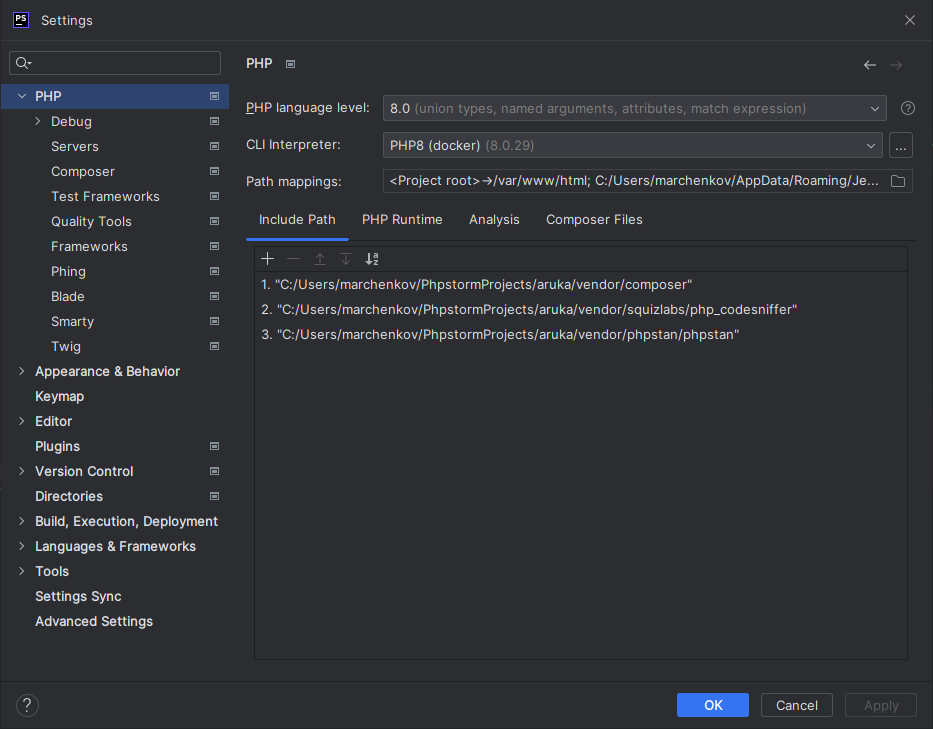 PS Settings
PHP
PHP
PHP language level: 8.0 (union types, named arguments, attributes, match expression)
Debug
Servers
CLI Interpreter: PHP8 (docker) (8.0.29) ...
Composer
Path mappings: <Project root>→/var/www/html; C:/Users/marchenkov/AppData/Roaming/Je...
Test Frameworks
Quality Tools
Include Path PHP Runtime Analysis Composer Files
Frameworks
Phing
Blade
Smarty
Twig
Appearance & Behavior
Keymap
Editor
Plugins
Version Control
Directories
Build, Execution, Deployment
Languages & Frameworks
Tools
Settings Sync
Advanced Settings
1. "C:/Users/marchenkov/PhpstormProjects/aruka/vendor/composer"
2. "C:/Users/marchenkov/PhpstormProjects/aruka/vendor/squizlabs/php_codesniffer"
3. "C:/Users/marchenkov/PhpstormProjects/aruka/vendor/phpstan/phpstan"
? OK Cancel Apply